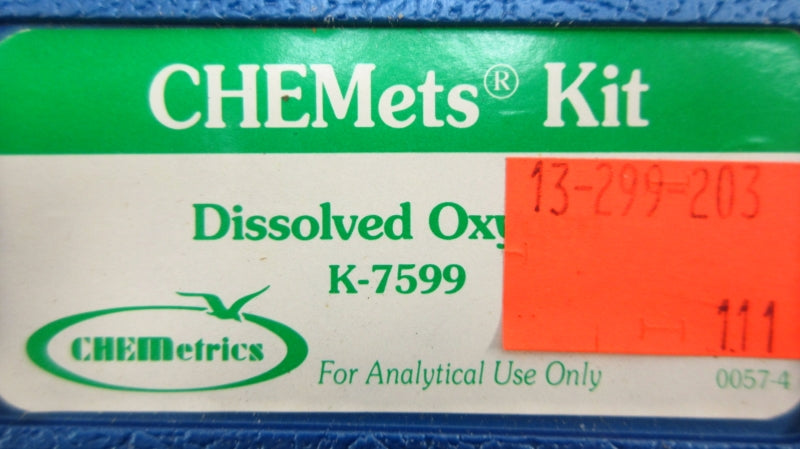 CHEMets® Kit
Dissolved Oxy
13-299-203
K-7599
111
CHEMetrics
For Analytical Use Only
0057-4